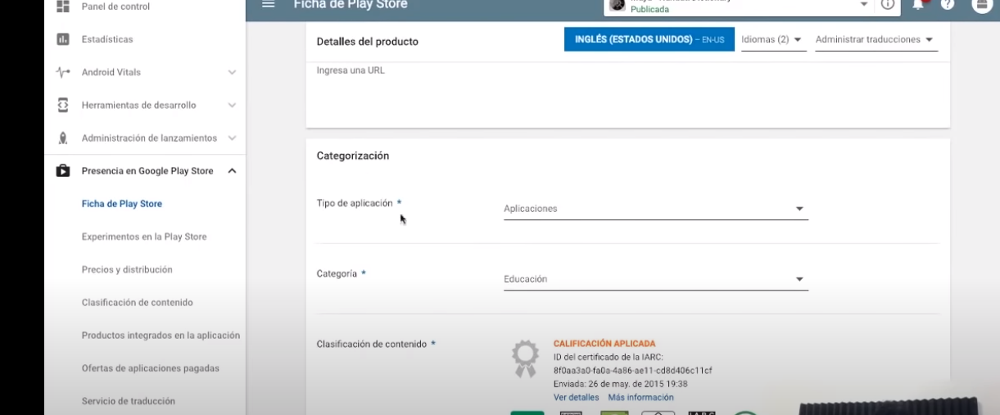 Panel de control
Ficha de Play Store
Publicada
Estadísticas
Android Vitals
Herramientas de desarrollo
Administración de lanzamientos
Presencia en Google Play Store
Ficha de Play Store
Experimentos en la Play Store
Precios y distribución
Clasificación de contenido
Productos integrados en la aplicación
Ofertas de aplicaciones pagadas
Servicio de traducción
Detalles del producto
INGLÉS (ESTADOS UNIDOS) – EN-US
Idiomas (2)
Administrar traducciones
Ingresa una URL
Categorización
Tipo de aplicación *
Aplicaciones
Categoría *
Educación
Clasificación de contenido *
CALIFICACIÓN APLICADA
ID del certificado de la IARC:
8f0aa3a0-fa0a-4a86-ae11-cd8d406c11cf
Enviada: 26 de may. de 2015 19:38
Ver detalles Más información